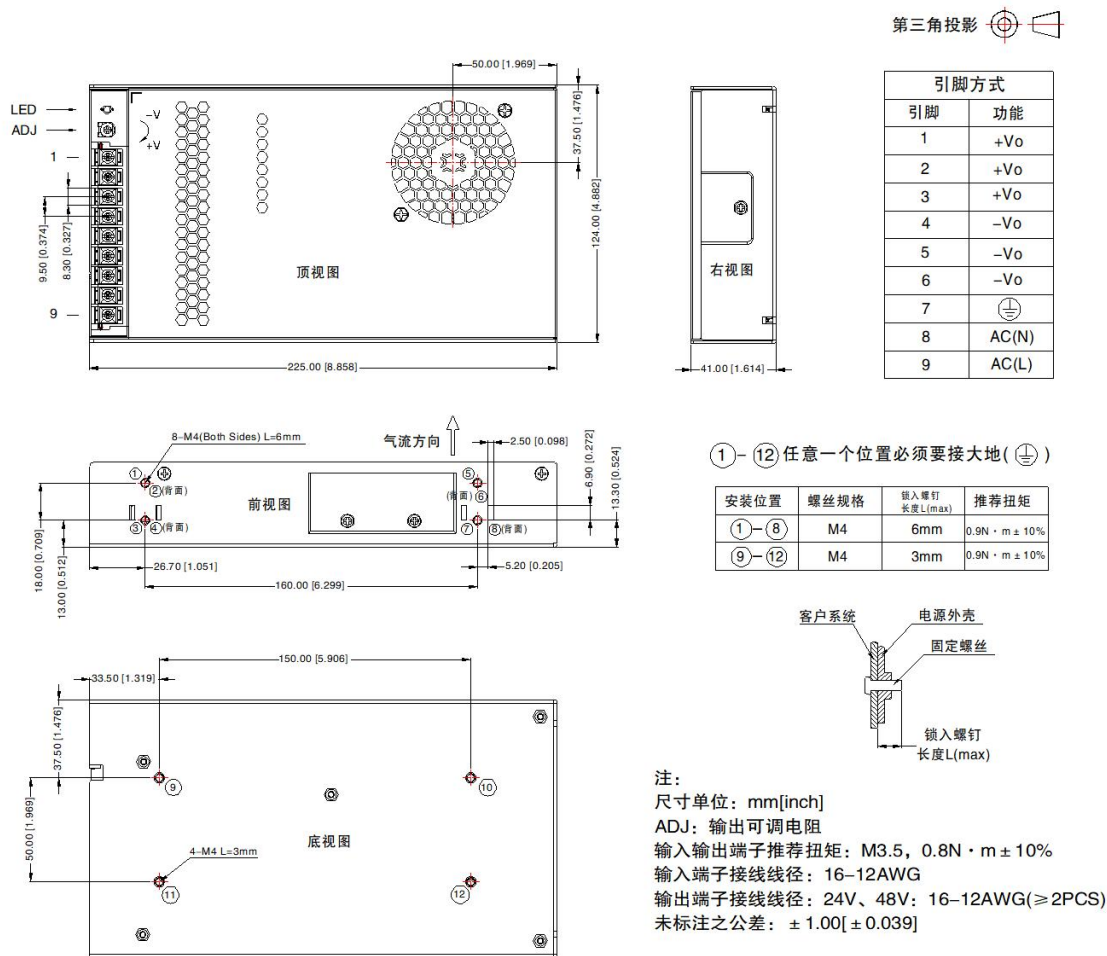 第三角投影
50.00 [1.969]
37.50 [1.476]
124.00 [4.882]
LED
ADJ
−V
+V
1
9
9.50 [0.374]
8.30 [0.327]
顶视图
225.00 [8.858]
右视图
41.00 [1.614]
引脚方式
引脚 功能
1 +Vo
2 +Vo
3 +Vo
4 −Vo
5 −Vo
6 −Vo
7
8 AC(N)
9 AC(L)
8−M4(Both Sides) L=6mm
气流方向
2.50 [0.098]
6.90 [0.272]
13.30 [0.524]
① ⑤
②(背面) (背面)⑥
前视图
③ ④(背面) ⑦ ⑧(背面)
18.00 [0.709]
13.00 [0.512]
26.70 [1.051]
160.00 [6.299]
5.20 [0.205]
①−⑫任意一个位置必须要接大地( )
安装位置 螺丝规格 锁入螺钉 推荐扭矩
长度L(max)
①−⑧ M4 6mm 0.9N·m±10%
⑨−⑫ M4 3mm 0.9N·m±10%
客户系统 电源外壳
固定螺丝
锁入螺钉
长度L(max)
150.00 [5.906]
33.50 [1.319]
37.50 [1.476]
50.00 [1.969]
⑨ ⑩
底视图
4−M4 L=3mm
⑪ ⑫
注：
尺寸单位：mm[inch]
ADJ：输出可调电阻
输入输出端子推荐扭矩：M3.5，0.8N·m±10%
输入端子接线线径：16−12AWG
输出端子接线线径：24V、48V：16−12AWG(≥2PCS)
未标注之公差：±1.00[±0.039]